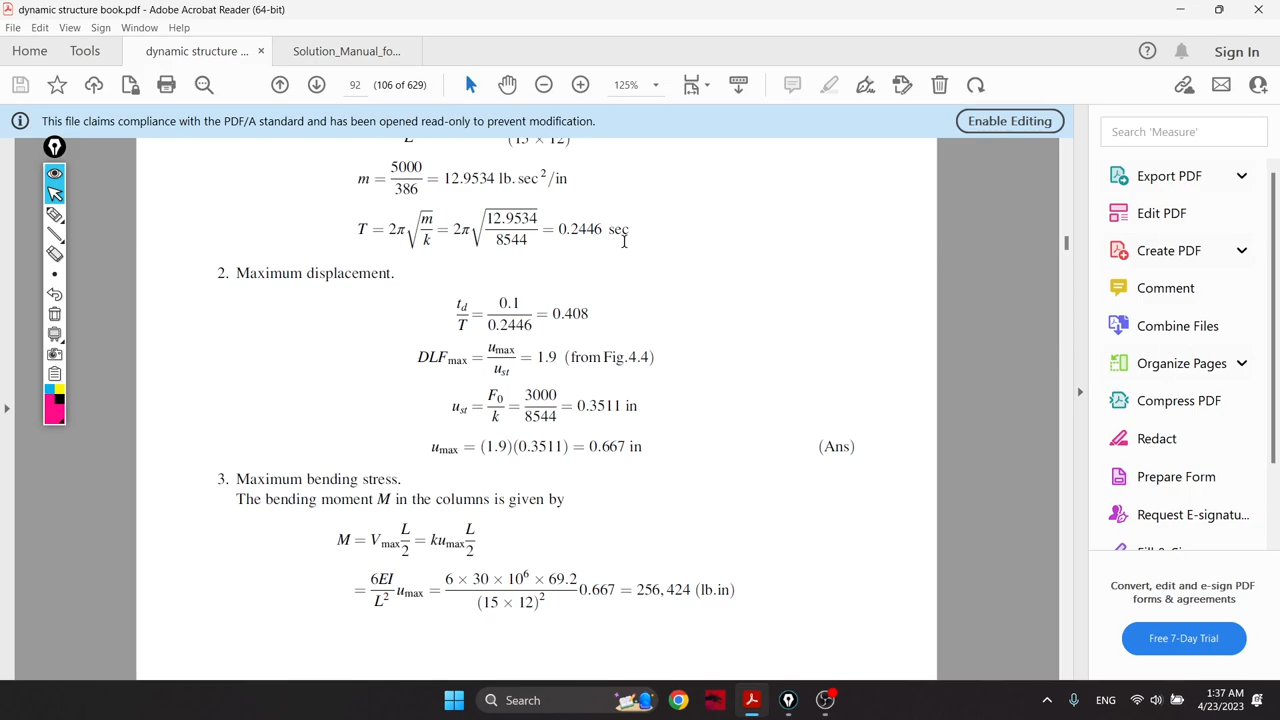 dynamic structure book.pdf - Adobe Acrobat Reader (64-bit)
File Edit View Sign Window Help
Home Tools dynamic structure ... × Solution_Manual_fo... Sign In
92 (106 of 629) 125%
This file claims compliance with the PDF/A standard and has been opened read-only to prevent modification. Enable Editing
m = 5000/386 = 12.9534 lb. sec²/in
T = 2π√(m/k) = 2π√(12.9534/8544) = 0.2446 sec
2. Maximum displacement.
t_d/T = 0.1/0.2446 = 0.408
DLF_max = u_max/u_st = 1.9 (from Fig.4.4)
u_st = F_0/k = 3000/8544 = 0.3511 in
u_max = (1.9)(0.3511) = 0.667 in (Ans)
3. Maximum bending stress.
The bending moment M in the columns is given by
M = V_max L/2 = ku_max L/2
= 6EI/L² u_max = 6 × 30 × 10⁶ × 69.2/(15 × 12)² 0.667 = 256,424 (lb.in)
Search 'Measure'
Export PDF
Edit PDF
Create PDF
Comment
Combine Files
Organize Pages
Compress PDF
Redact
Prepare Form
Request E-signatu...
Convert, edit and e-sign PDF
forms & agreements
Free 7-Day Trial
Search
ENG
1:37 AM
4/23/2023